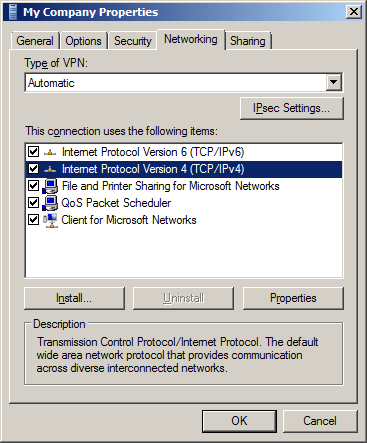 My Company Properties
General Options Security Networking Sharing
Type of VPN:
Automatic
IPsec Settings...
This connection uses the following items:
Internet Protocol Version 6 (TCP/IPv6)
Internet Protocol Version 4 (TCP/IPv4)
File and Printer Sharing for Microsoft Networks
QoS Packet Scheduler
Client for Microsoft Networks
Install... Uninstall Properties
Description
Transmission Control Protocol/Internet Protocol. The default
wide area network protocol that provides communication
across diverse interconnected networks.
OK Cancel